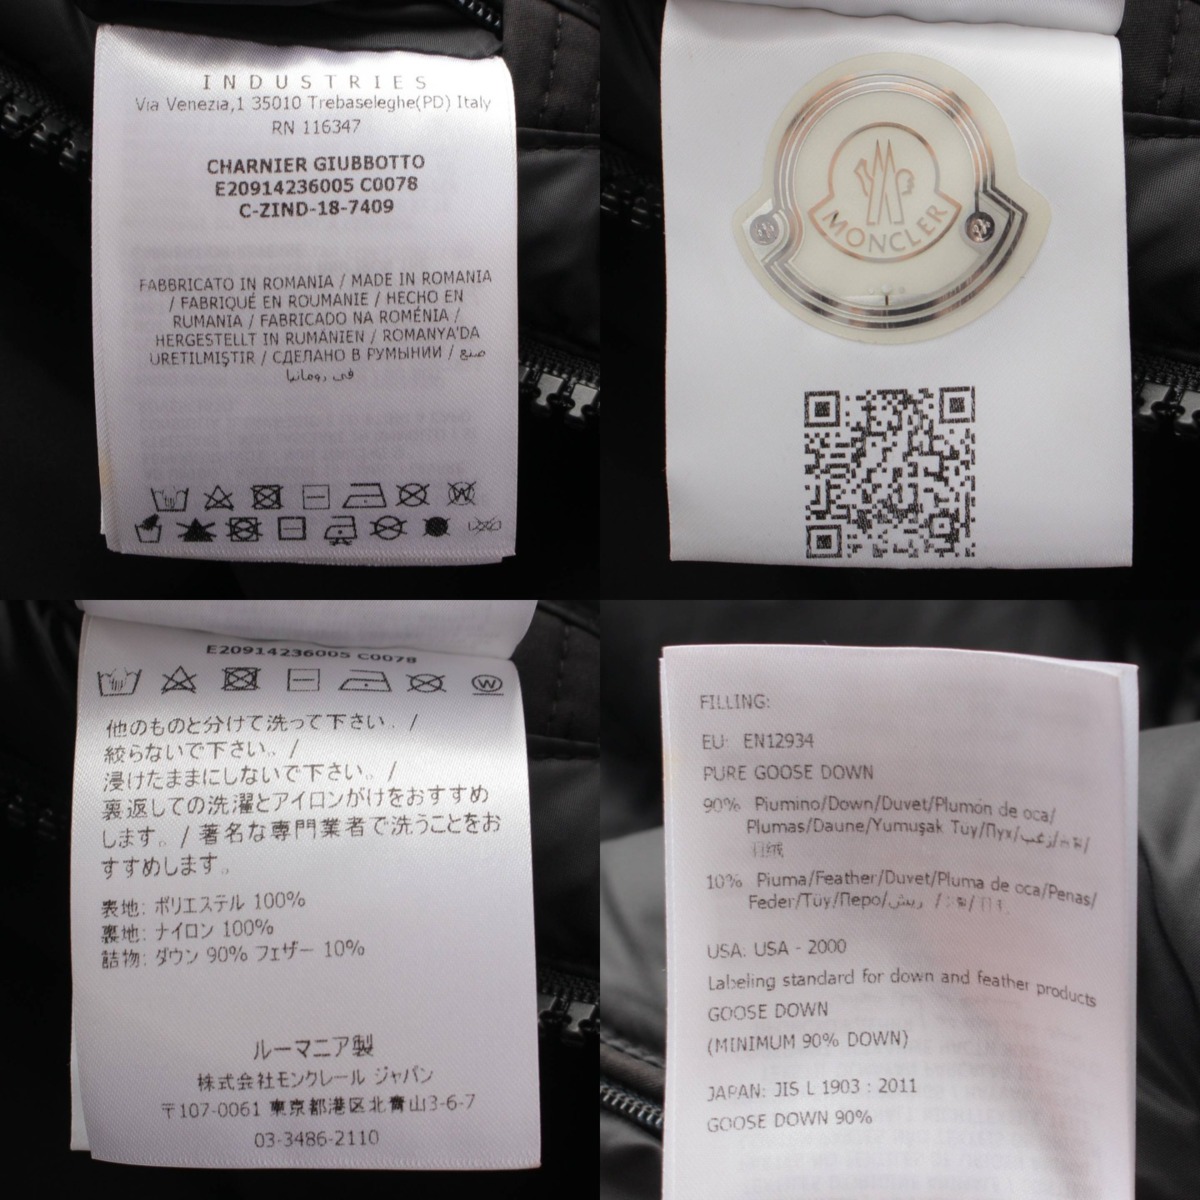 INDUSTRIES
Via Venezia,1 35010 Trebaseleghe(PD) Italy
RN 116347
CHARNIER GIUBBOTTO
E20914236005 C0078
C-ZIND-18-7409
FABBRICATO IN ROMANIA / MADE IN ROMANIA
/ FABRIQUÉ EN ROUMANIE / HECHO EN
RUMANIA / FABRICADO NA ROMÉNIA /
HERGESTELLT IN RUMÄNIEN / ROMANYA'DA
ÜRETILMIŞTIR / СДЕЛАНО В РУМЫНИИ / صنع
في رومانيا
MONCLER
E20914236005 C0078
他のものと分けて洗って下さい。/
絞らないで下さい。/
浸けたままにしないで下さい。/
裏返しての洗濯とアイロンがけをおすすめ
します。/ 著名な専門業者で洗うことをお
すすめします。
表地: ポリエステル 100%
裏地: ナイロン 100%
詰物: ダウン 90% フェザー 10%
ルーマニア製
株式会社モンクレール ジャパン
〒107-0061 東京都港区北青山3-6-7
03-3486-2110
FILLING:
EU: EN12934
PURE GOOSE DOWN
90% Piumino/Down/Duvet/Plumón de oca/
Plumas/Daune/Yumuşak Tüy/Пух/زغب/
羽绒
10% Piuma/Feather/Duvet/Pluma de oca/Penas/
Feder/Tüy/Перо/ريش /
USA: USA - 2000
Labeling standard for down and feather products
GOOSE DOWN
(MINIMUM 90% DOWN)
JAPAN: JIS L 1903 : 2011
GOOSE DOWN 90%